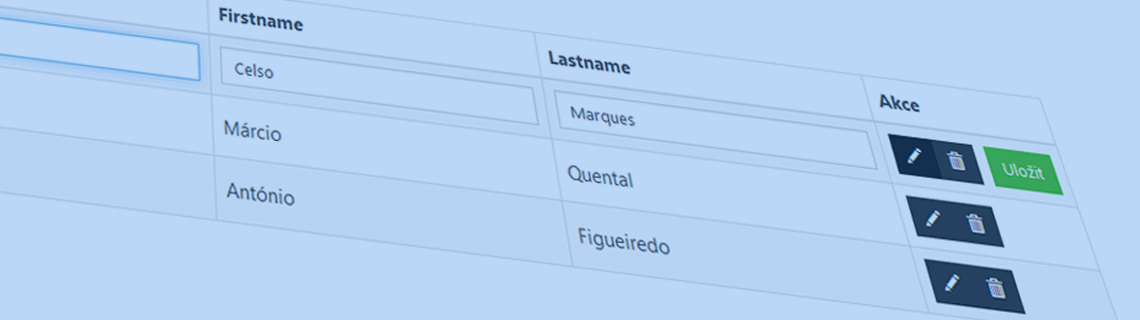 Firstname Lastname Akce
Celso Marques Uložit
Márcio Quental
António Figueiredo